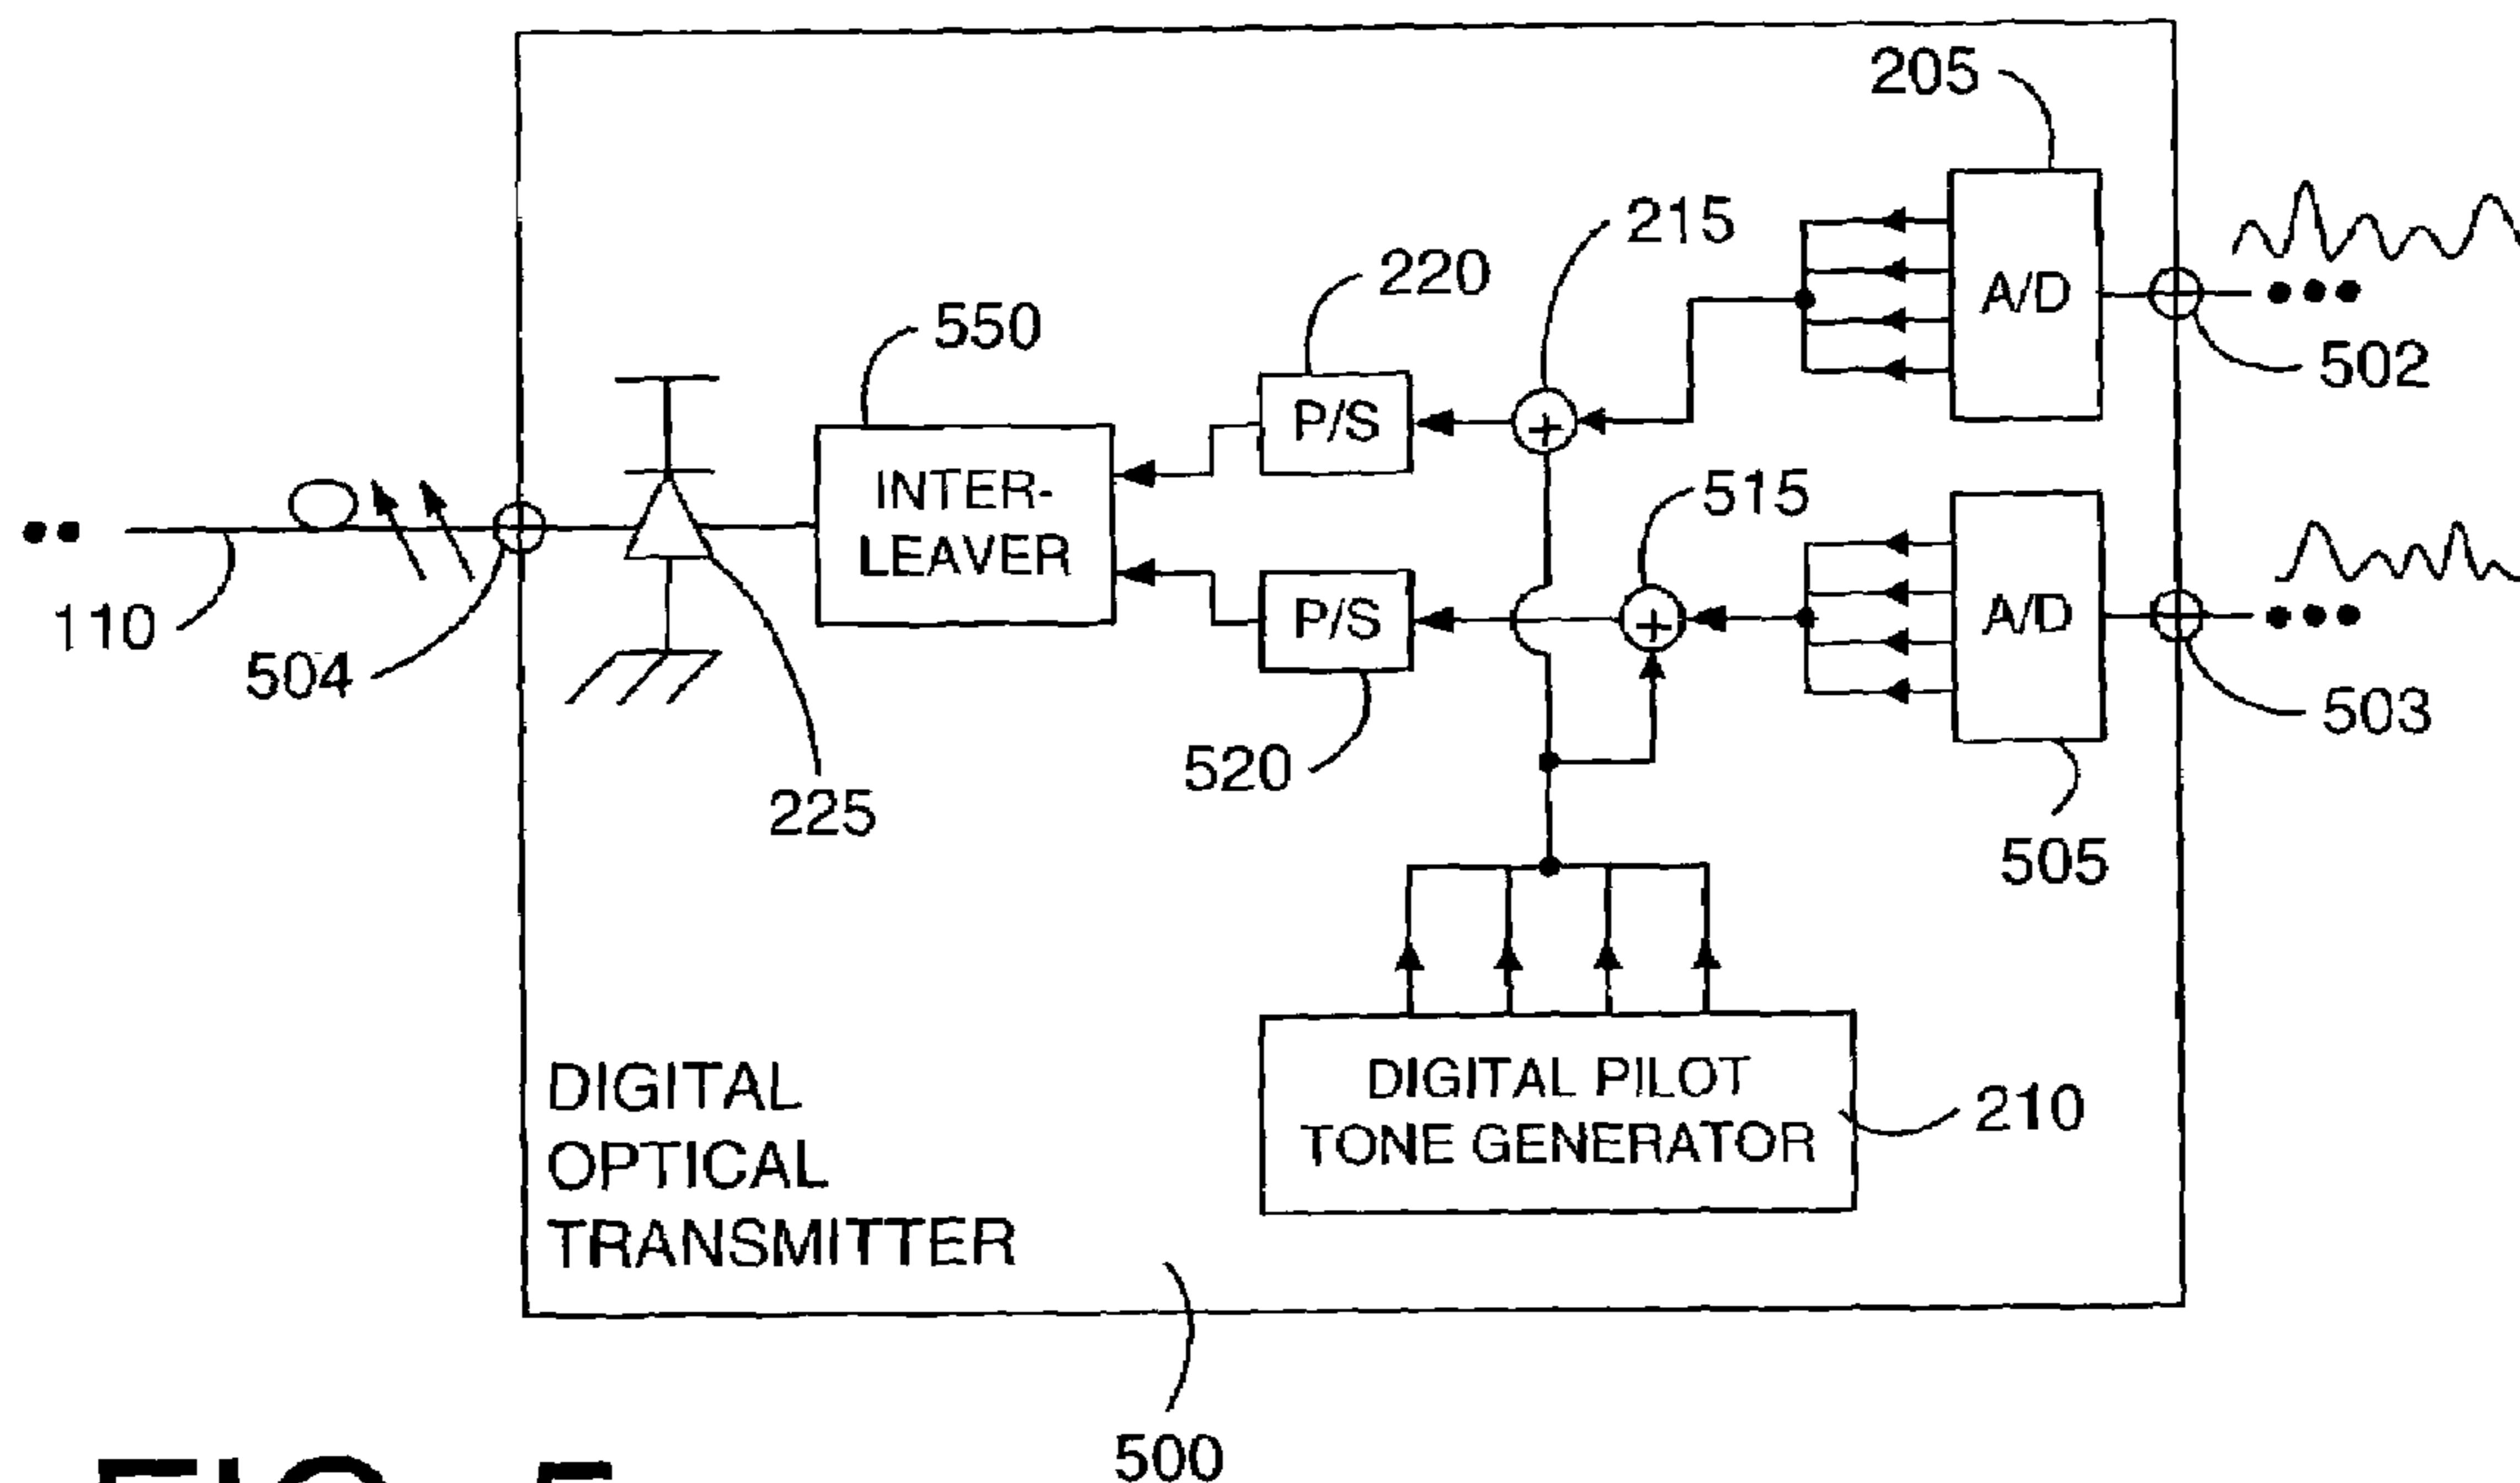 205
215
A/D
220
550
502
P/S
INTER-
LEAVER
515
A/D
P/S
110
504
503
520
225
505
DIGITAL PILOT
TONE GENERATOR
210
DIGITAL
OPTICAL
TRANSMITTER
500